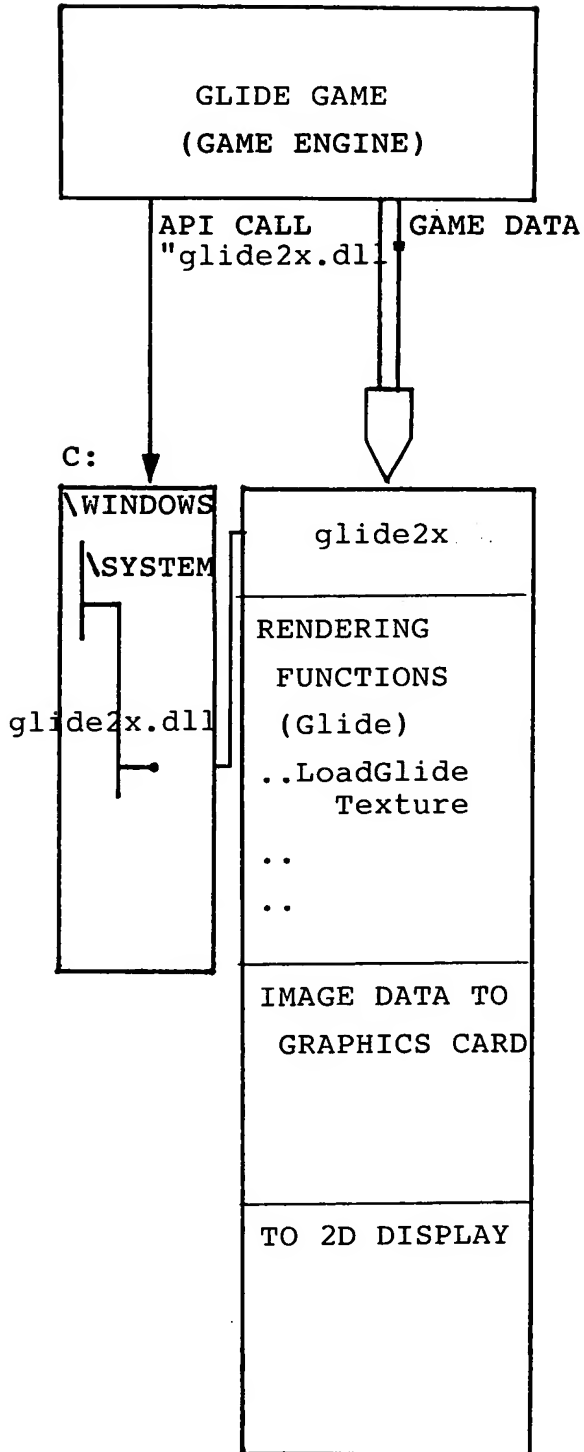 GLIDE GAME
(GAME ENGINE)
API CALL
"glide2x.dll
GAME DATA
C:
\WINDOWS
\SYSTEM
glide2x.dll
glide2x
RENDERING
FUNCTIONS
(Glide)
..LoadGlide
Texture
..
..
IMAGE DATA TO
GRAPHICS CARD
TO 2D DISPLAY